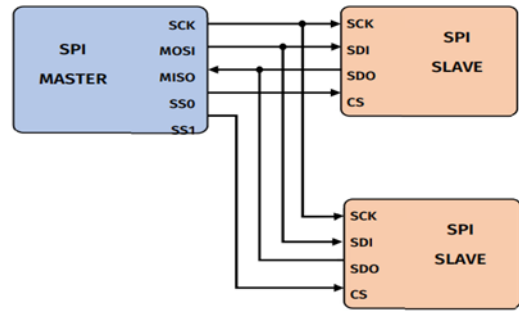 SPI
MASTER
SCK
MOSI
MISO
SS0
SS1
SCK
SDI
SDO
CS
SPI
SLAVE
SCK
SDI
SDO
CS
SPI
SLAVE